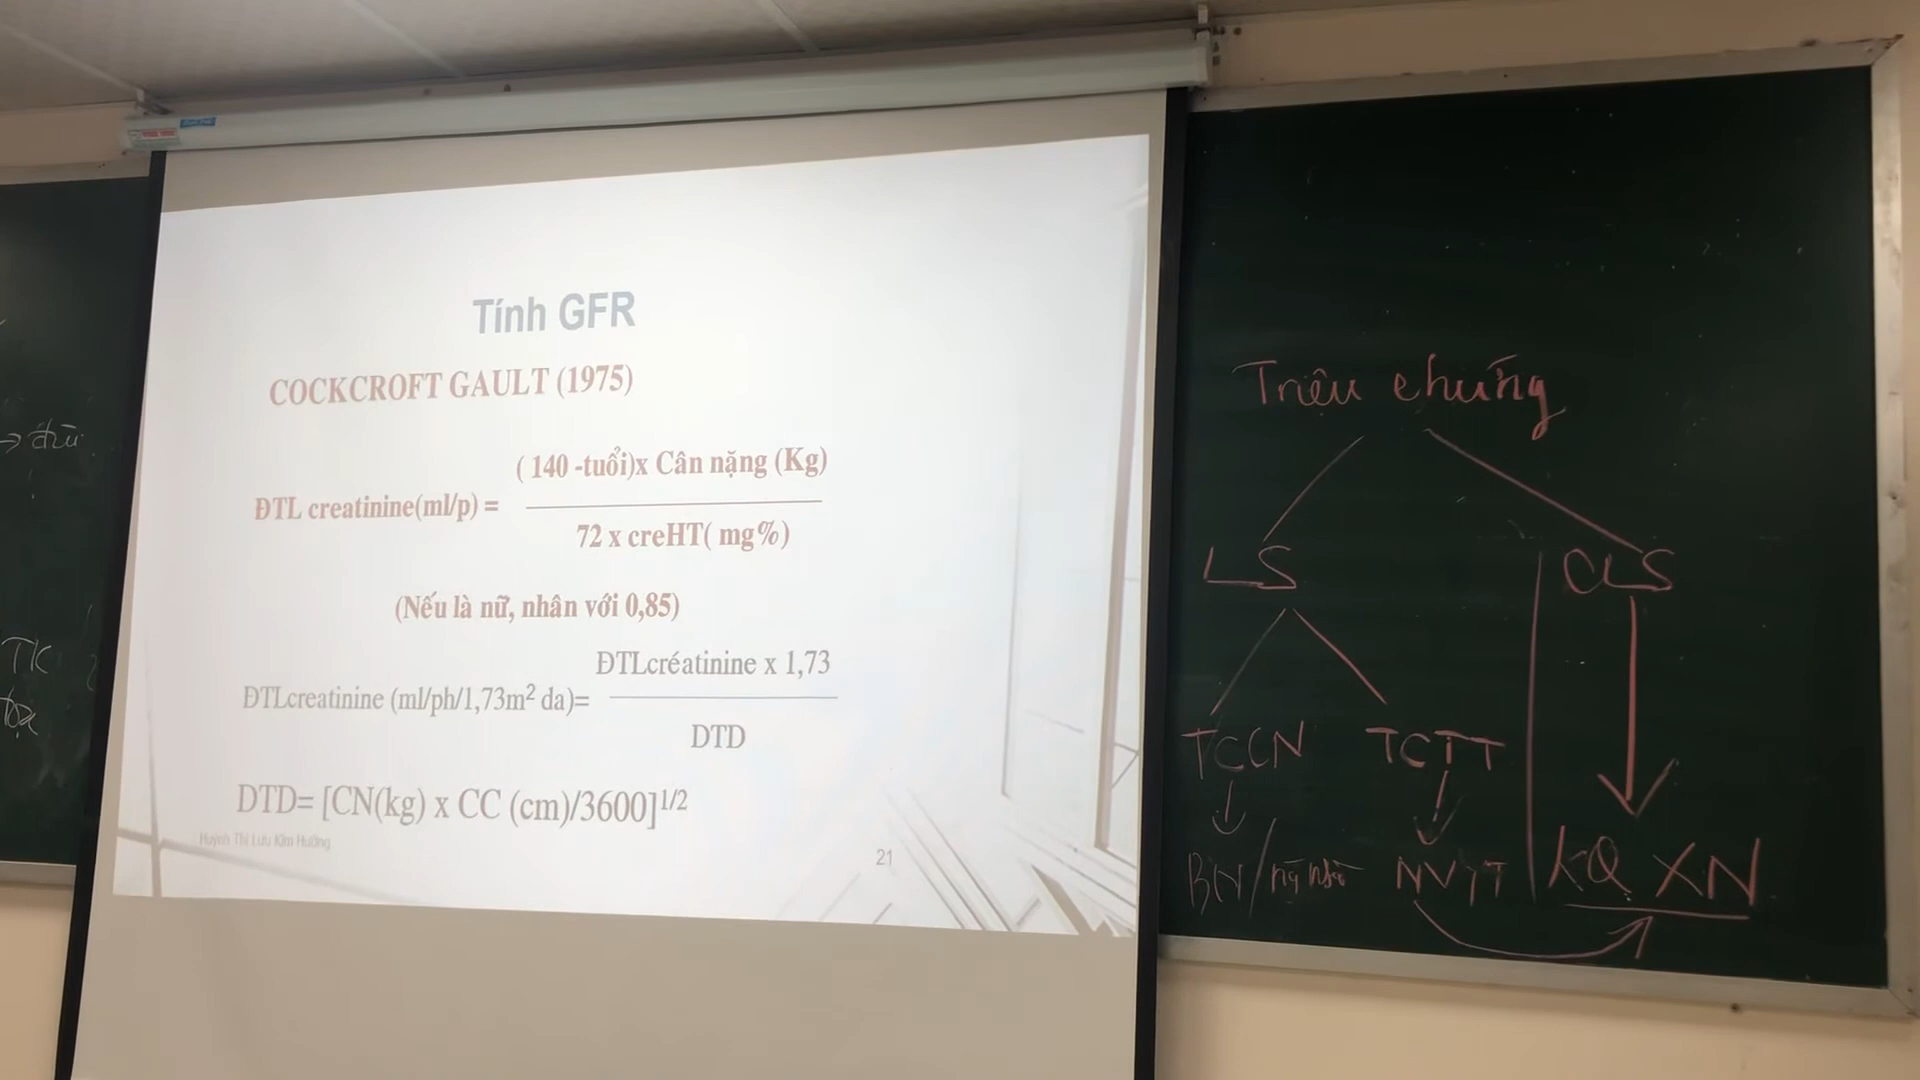 Tính GFR
COCKCROFT GAULT (1975)
( 140 -tuổi)x Cân nặng (Kg)
ĐTL creatinine(ml/p) =
72 x creHT( mg%)
(Nếu là nữ, nhân với 0,85)
ĐTLcréatinine x 1,73
ĐTLcreatinine (ml/ph/1,73m² da)=
DTD
DTD= [CN(kg) x CC (cm)/3600]¹/²
Huỳnh Thị Lưu Kim Hường
21
Triệu chứng
LS
CLS
TCCN
TCTT
BN/
NVYT
KQ XN
TK